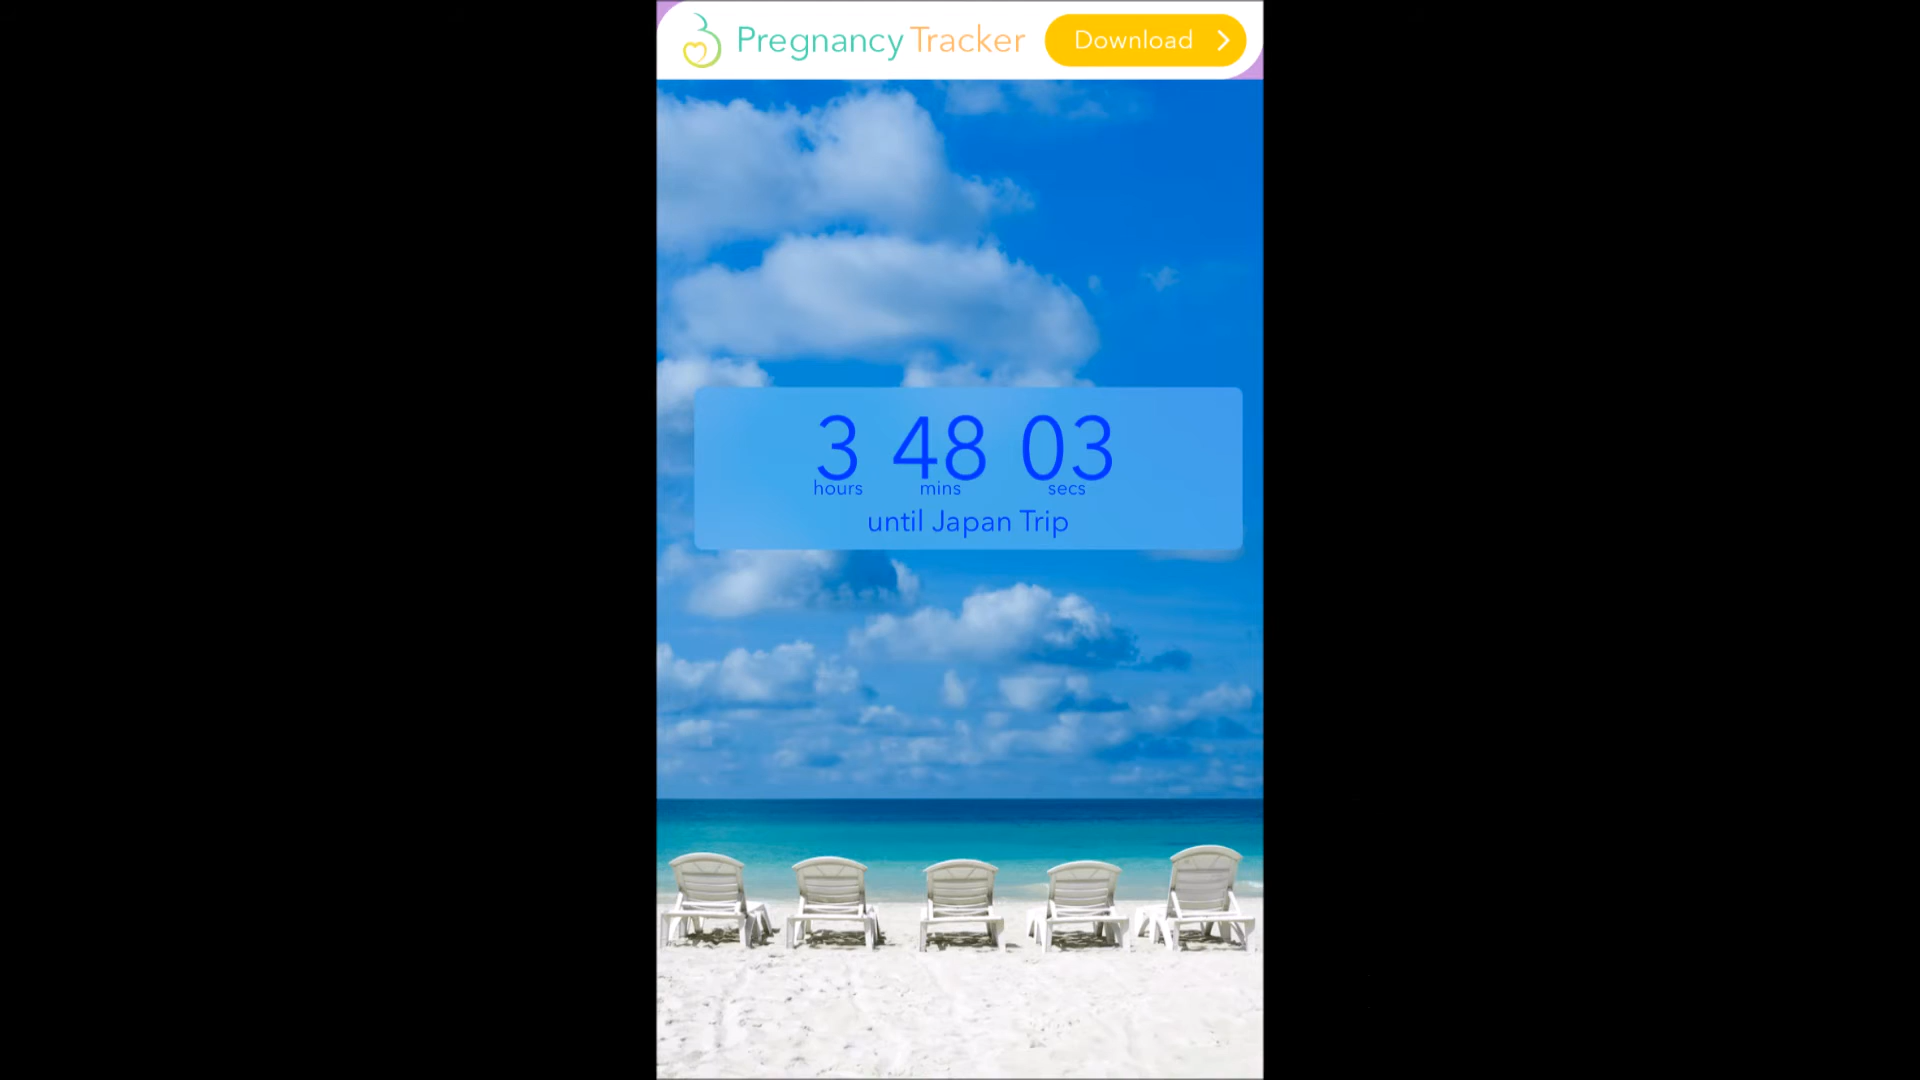 Pregnancy Tracker Download
3 48 03
hours mins secs
until Japan Trip